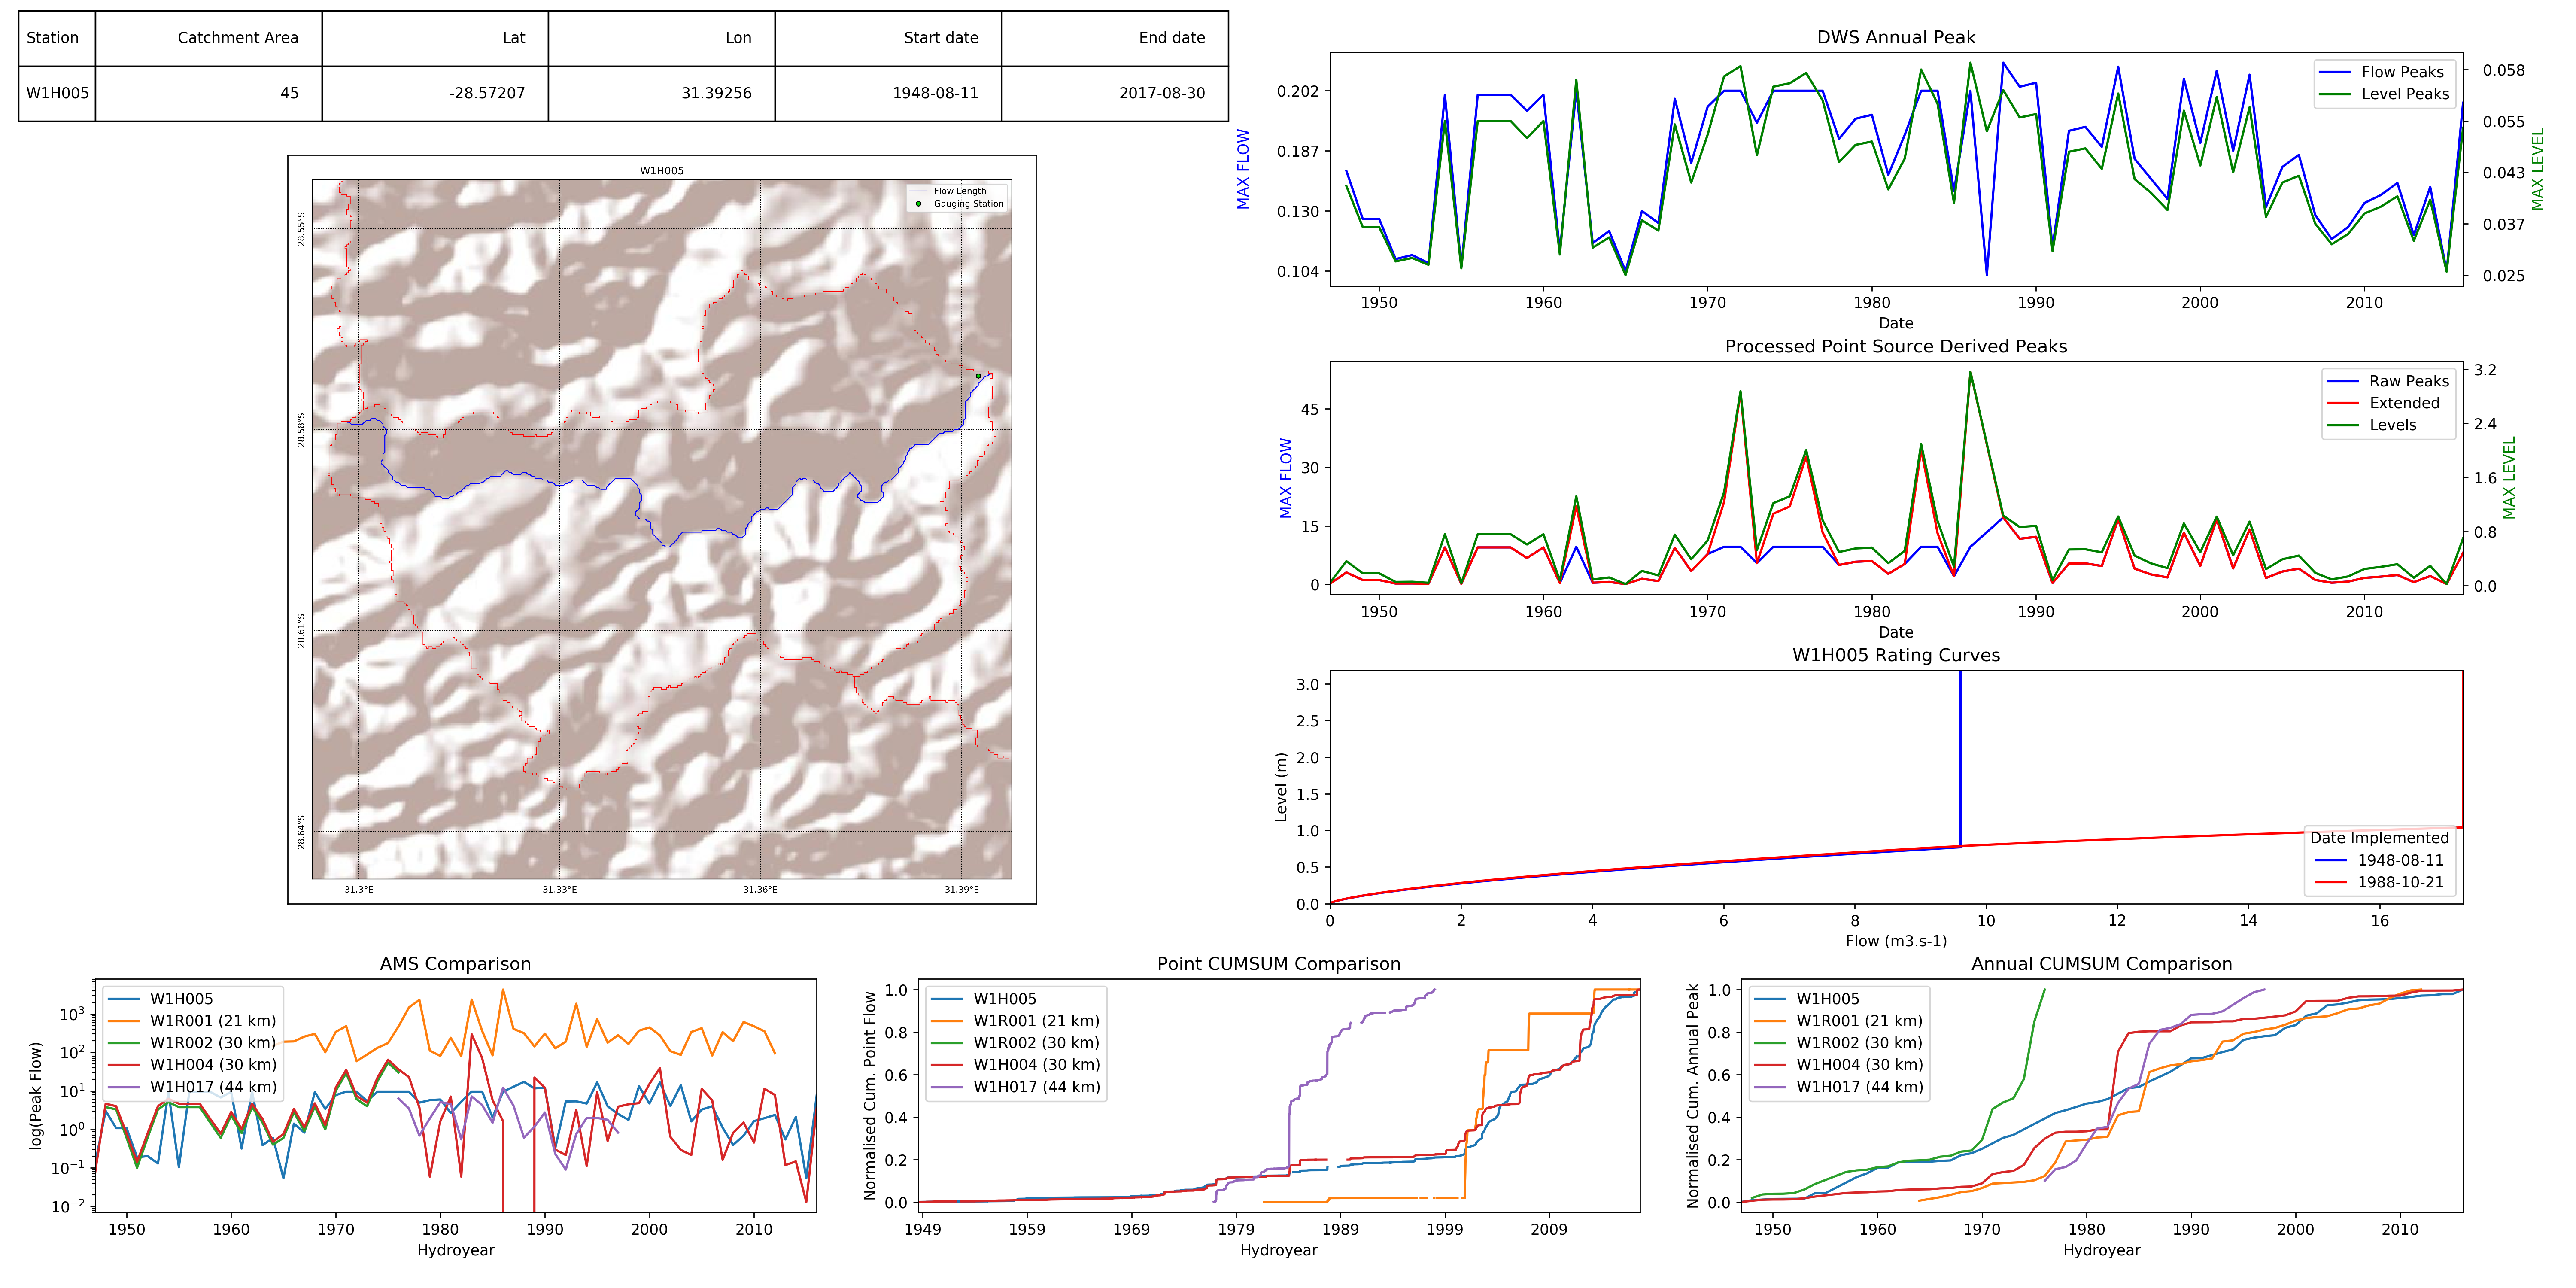 Station Catchment Area Lat Lon Start date End date
W1H005 45 -28.57207 31.39256 1948-08-11 2017-08-30
W1H005
Flow Length
Gauging Station
28.55°S
28.58°S
28.61°S
28.64°S
31.3°E 31.33°E 31.36°E 31.39°E
DWS Annual Peak
Flow Peaks
Level Peaks
MAX FLOW
0.202
0.187
0.130
0.104
0.058
0.055
0.043
0.037
0.025
MAX LEVEL
1950 1960 1970 1980 1990 2000 2010
Date
Processed Point Source Derived Peaks
Raw Peaks
Extended
Levels
MAX FLOW
45
30
15
0
3.2
2.4
1.6
0.8
0.0
MAX LEVEL
1950 1960 1970 1980 1990 2000 2010
Date
W1H005 Rating Curves
Level (m)
3.0
2.5
2.0
1.5
1.0
0.5
0.0
Date Implemented
1948-08-11
1988-10-21
0 2 4 6 8 10 12 14 16
Flow (m3.s-1)
AMS Comparison
W1H005
W1R001 (21 km)
W1R002 (30 km)
W1H004 (30 km)
W1H017 (44 km)
log(Peak Flow)
10³
10²
10¹
10⁰
10⁻¹
10⁻²
1950 1960 1970 1980 1990 2000 2010
Hydroyear
Point CUMSUM Comparison
W1H005
W1R001 (21 km)
W1R002 (30 km)
W1H004 (30 km)
W1H017 (44 km)
Normalised Cum. Point Flow
1.0
0.8
0.6
0.4
0.2
0.0
1949 1959 1969 1979 1989 1999 2009
Hydroyear
Annual CUMSUM Comparison
W1H005
W1R001 (21 km)
W1R002 (30 km)
W1H004 (30 km)
W1H017 (44 km)
Normalised Cum. Annual Peak
1.0
0.8
0.6
0.4
0.2
0.0
1950 1960 1970 1980 1990 2000 2010
Hydroyear